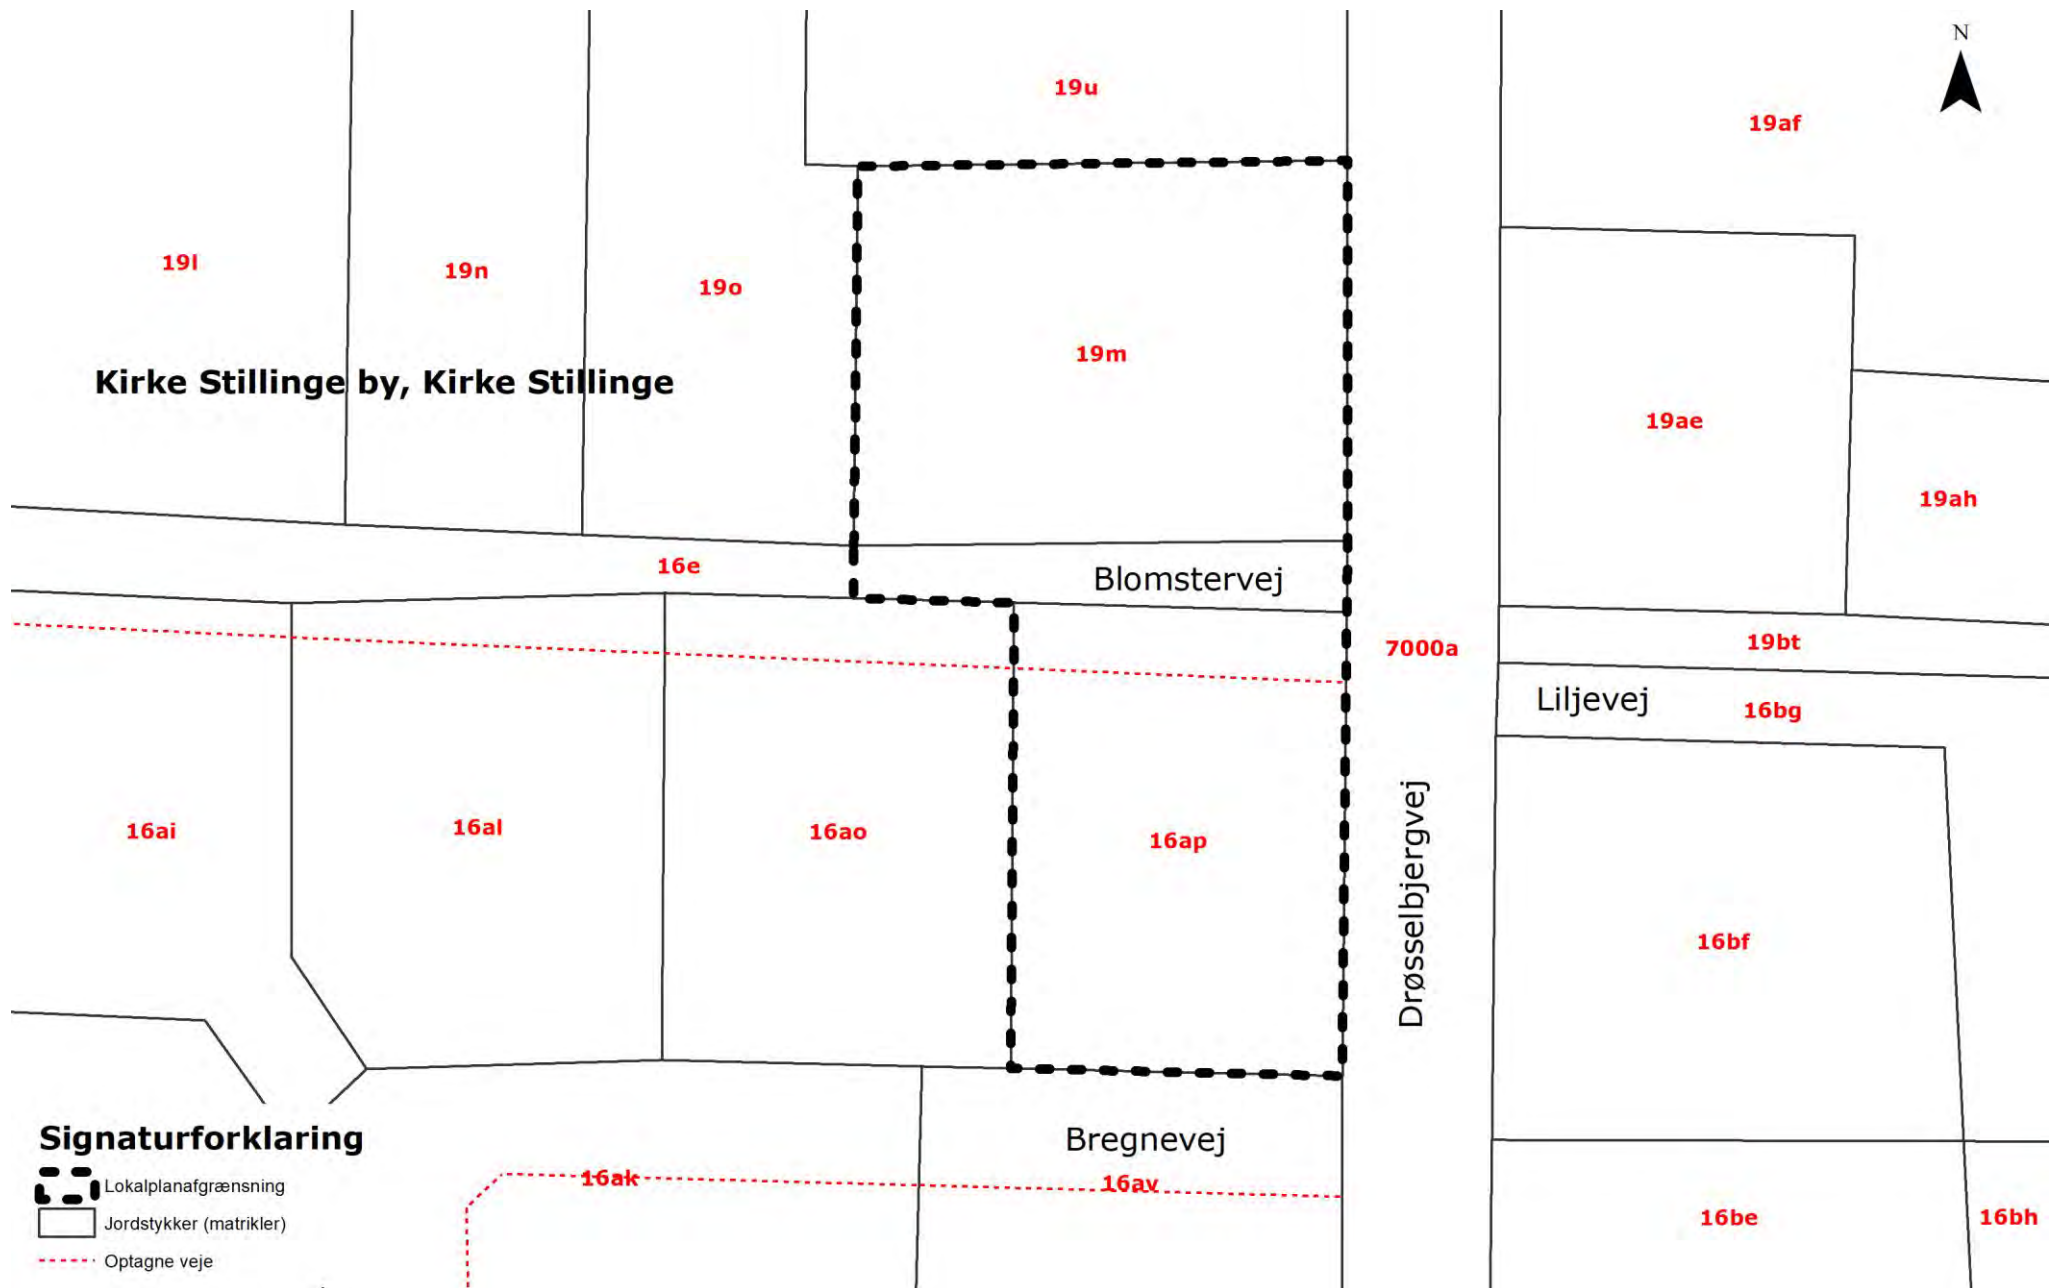 N
19u
19af
19l
19n
19o
19m
Kirke Stillinge by, Kirke Stillinge
19ae
19ah
16e
Blomstervej
7000a
19bt
Liljevej
16bg
16ai
16al
16ao
16ap
Drøsselbjergvej
16bf
Bregnevej
16ak
16av
16be
16bh
Signaturforklaring
Lokalplanafgrænsning
Jordstykker (matrikler)
Optagne veje